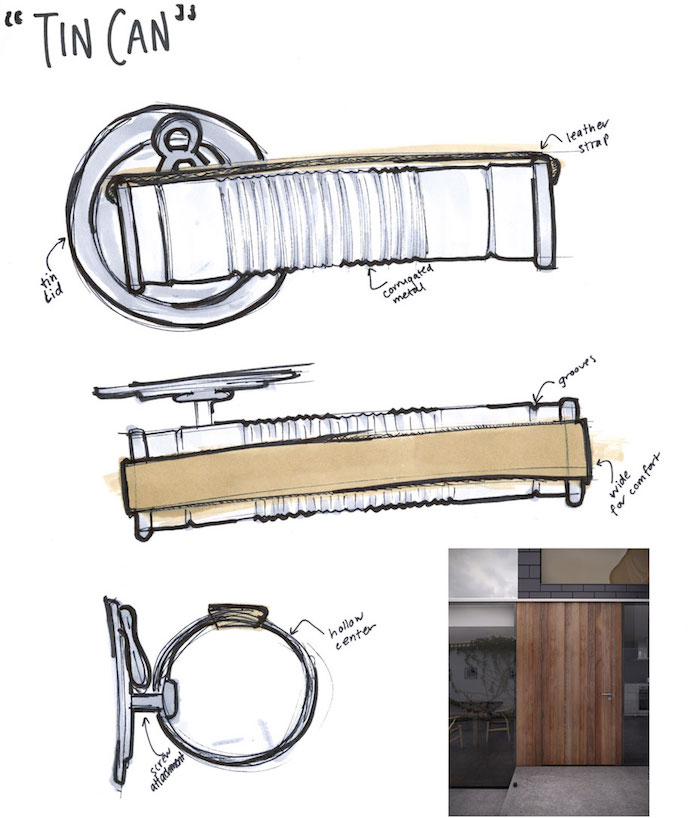 "TIN CAN"
leather
strap
tin
lid
corrugated
metal
grooves
wide
for comfort
hollow
center
screw
attachment